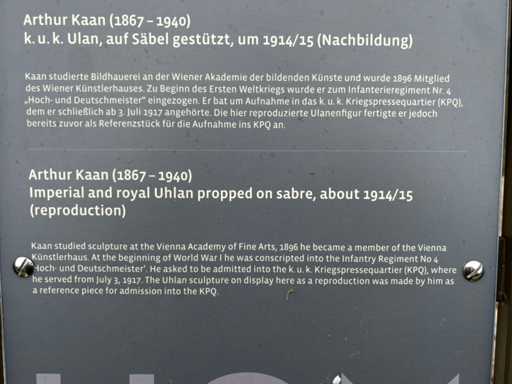 Arthur Kaan (1867 – 1940)
k. u. k. Ulan, auf Säbel gestützt, um 1914/15 (Nachbildung)
Kaan studierte Bildhauerei an der Wiener Akademie der bildenden Künste und wurde 1896 Mitglied
des Wiener Künstlerhauses. Zu Beginn des Ersten Weltkriegs wurde er zum Infanterieregiment Nr. 4
„Hoch- und Deutschmeister“ eingezogen. Er bat um Aufnahme in das k. u. k. Kriegspressequartier (KPQ),
dem er schließlich ab 3. Juli 1917 angehörte. Die hier reproduzierte Ulanenfigur fertigte er jedoch
bereits zuvor als Referenzstück für die Aufnahme ins KPQ an.
Arthur Kaan (1867 – 1940)
Imperial and royal Uhlan propped on sabre, about 1914/15
(reproduction)
Kaan studied sculpture at the Vienna Academy of Fine Arts, 1896 he became a member of the Vienna
Künstlerhaus. At the beginning of World War I he was conscripted into the Infantry Regiment No 4
'Hoch- und Deutschmeister'. He asked to be admitted into the k. u. k. Kriegspressequartier (KPQ), where
he served from July 3, 1917. The Uhlan sculpture on display here as a reproduction was made by him as
a reference piece for admission into the KPQ.